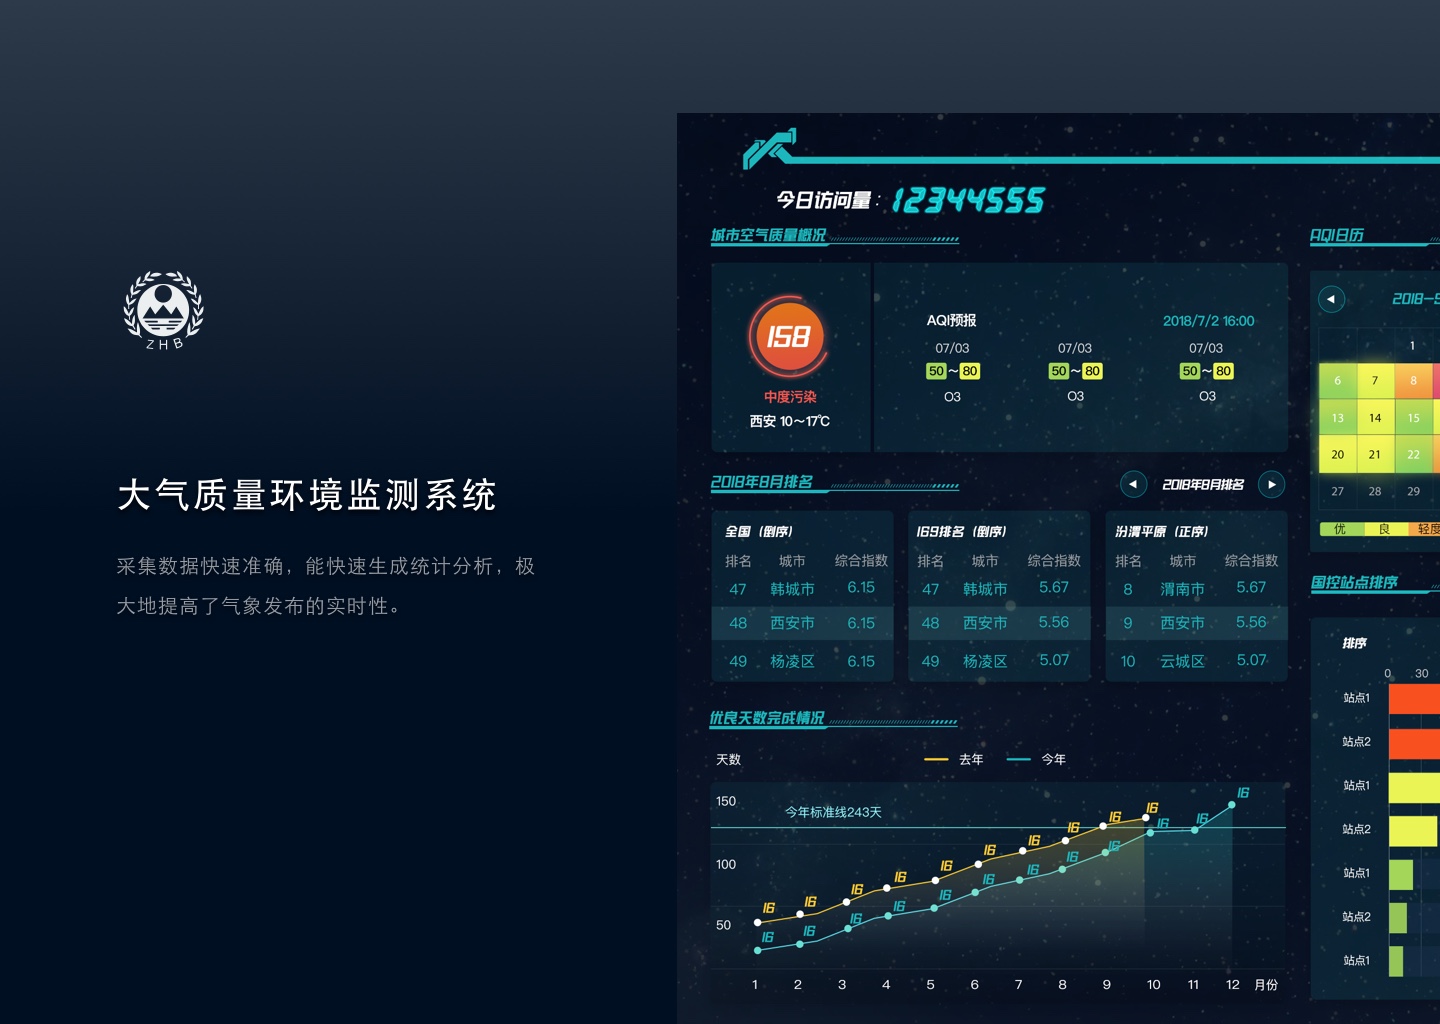 ZHB
大气质量环境监测系统
采集数据快速准确，能快速生成统计分析，极
大地提高了气象发布的实时性。
今日访问量：12344555
城市空气质量概况
158
中度污染
西安 10～17℃
AQI预报
2018/7/2 16:00
07/03 07/03 07/03
50～80 50～80 50～80
O3 O3 O3
2018年8月排名
◀ 2018年8月排名 ▶
全国（倒序）
排名 城市 综合指数
47 韩城市 6.15
48 西安市 6.15
49 杨凌区 6.15
169排名（倒序）
排名 城市 综合指数
47 韩城市 5.67
48 西安市 5.56
49 杨凌区 5.07
汾渭平原（正序）
排名 城市 综合指数
8 渭南市 5.67
9 西安市 5.56
10 云城区 5.07
优良天数完成情况
天数
去年 今年
150
100
50
今年标准线243天
16 16 16 16 16 16 16 16 16 16
16 16 16 16 16 16 16 16 16 16 16 16
1 2 3 4 5 6 7 8 9 10 11 12 月份
AQI日历
◀ 2018-
1
6 7 8
13 14 15
20 21 22
27 28 29
优 良 轻度
国控站点排序
排序
0 30
站点1
站点2
站点1
站点2
站点1
站点2
站点1